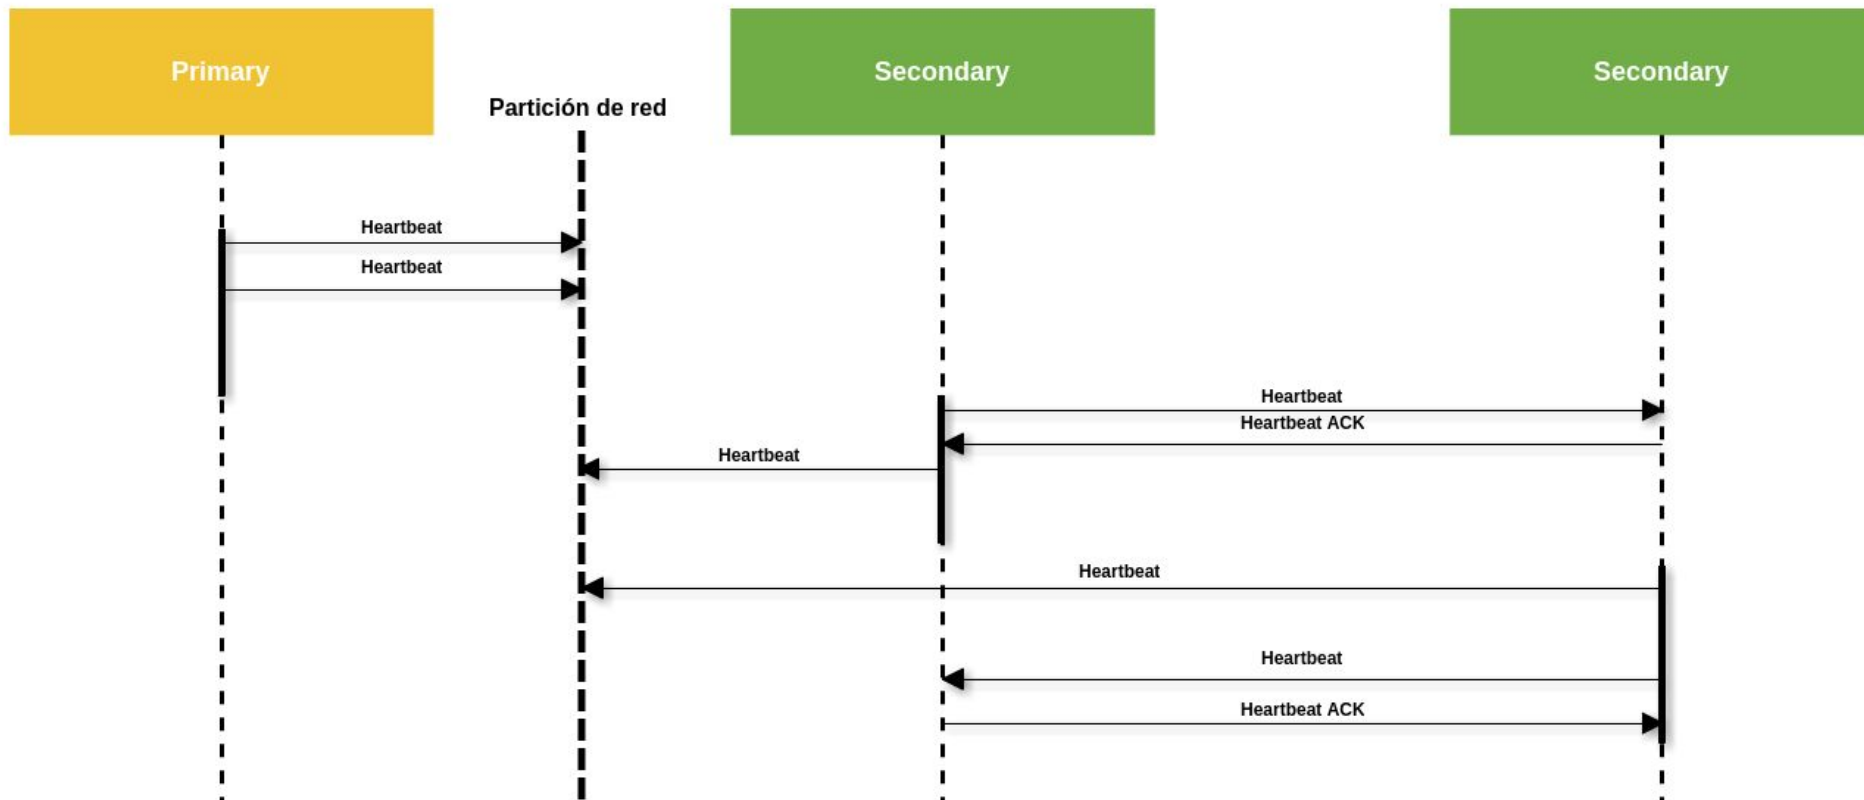 Primary
Secondary
Secondary
Partición de red
Heartbeat
Heartbeat
Heartbeat
Heartbeat ACK
Heartbeat
Heartbeat
Heartbeat
Heartbeat ACK